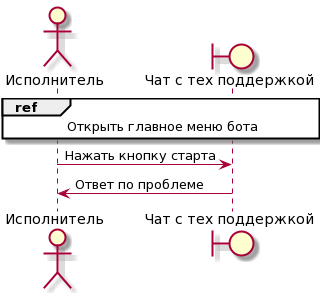 Исполнитель
Чат с тех поддержкой
ref
Открыть главное меню бота
Нажать кнопку старта
Ответ по проблеме
Исполнитель
Чат с тех поддержкой